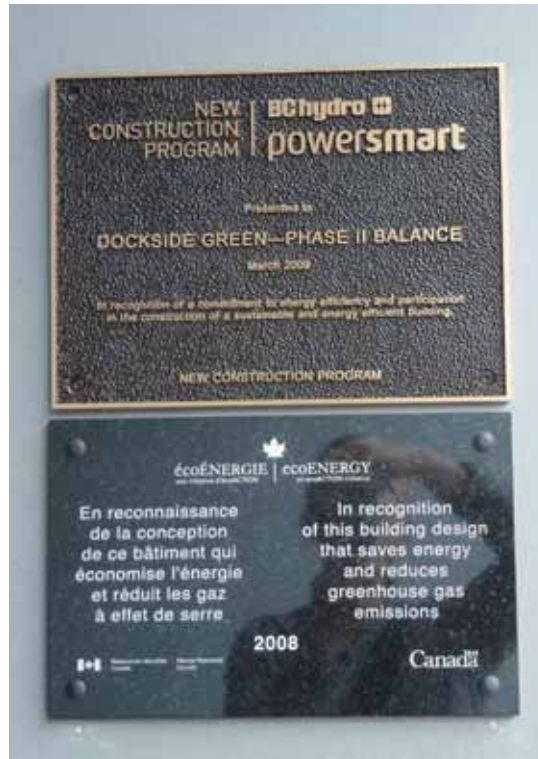 NEW
CONSTRUCTION
PROGRAM
BChydro
powersmart
Presented to
DOCKSIDE GREEN—PHASE II BALANCE
March 2009
In recognition of a commitment to energy efficiency and participation
in the construction of a sustainable and energy efficient building.
NEW CONSTRUCTION PROGRAM
écoÉNERGIE | ecoENERGY
En reconnaissance
de la conception
de ce bâtiment qui
économise l'énergie
et réduit les gaz
à effet de serre
In recognition
of this building design
that saves energy
and reduces
greenhouse gas
emissions
2008
Canada